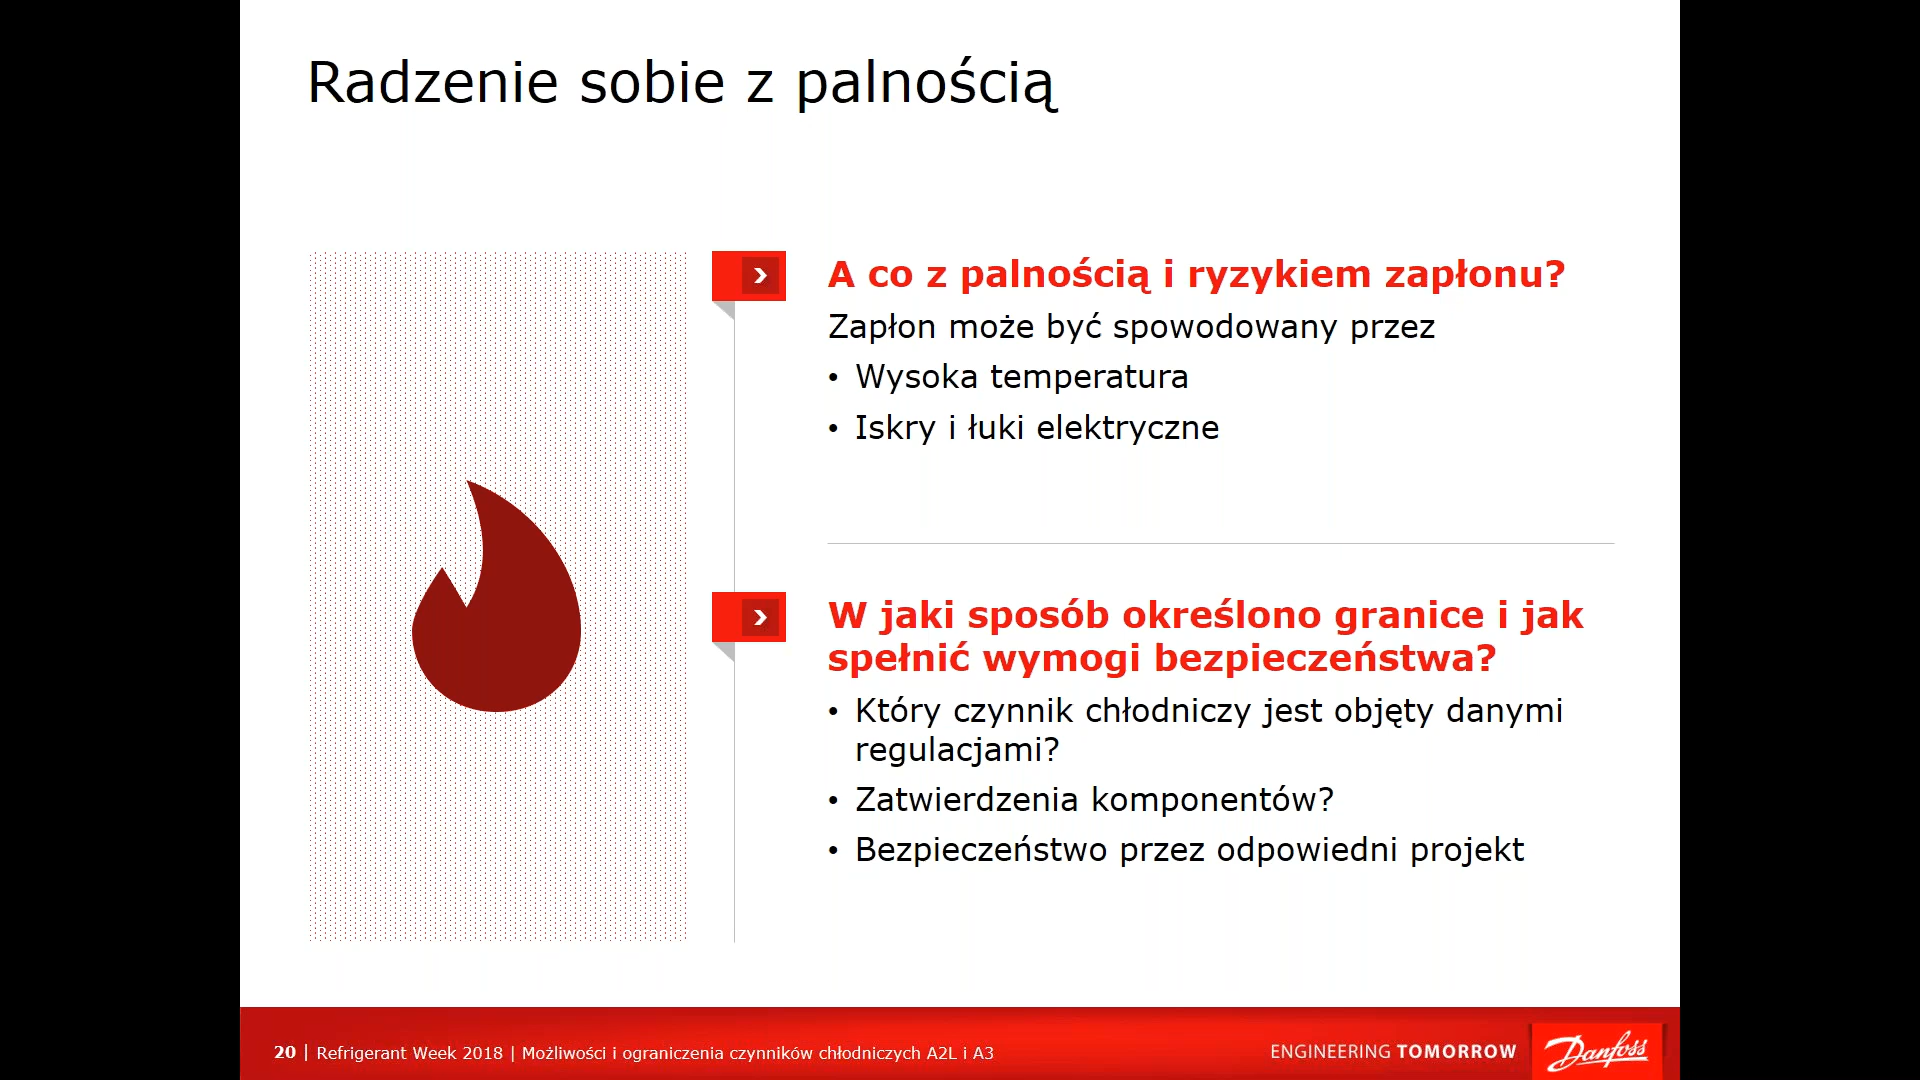 Radzenie sobie z palnością
A co z palnością i ryzykiem zapłonu?
Zapłon może być spowodowany przez
• Wysoka temperatura
• Iskry i łuki elektryczne
W jaki sposób określono granice i jak
spełnić wymogi bezpieczeństwa?
• Który czynnik chłodniczy jest objęty danymi
regulacjami?
• Zatwierdzenia komponentów?
• Bezpieczeństwo przez odpowiedni projekt
20 | Refrigerant Week 2018 | Możliwości i ograniczenia czynników chłodniczych A2L i A3
ENGINEERING TOMORROW
Danfoss